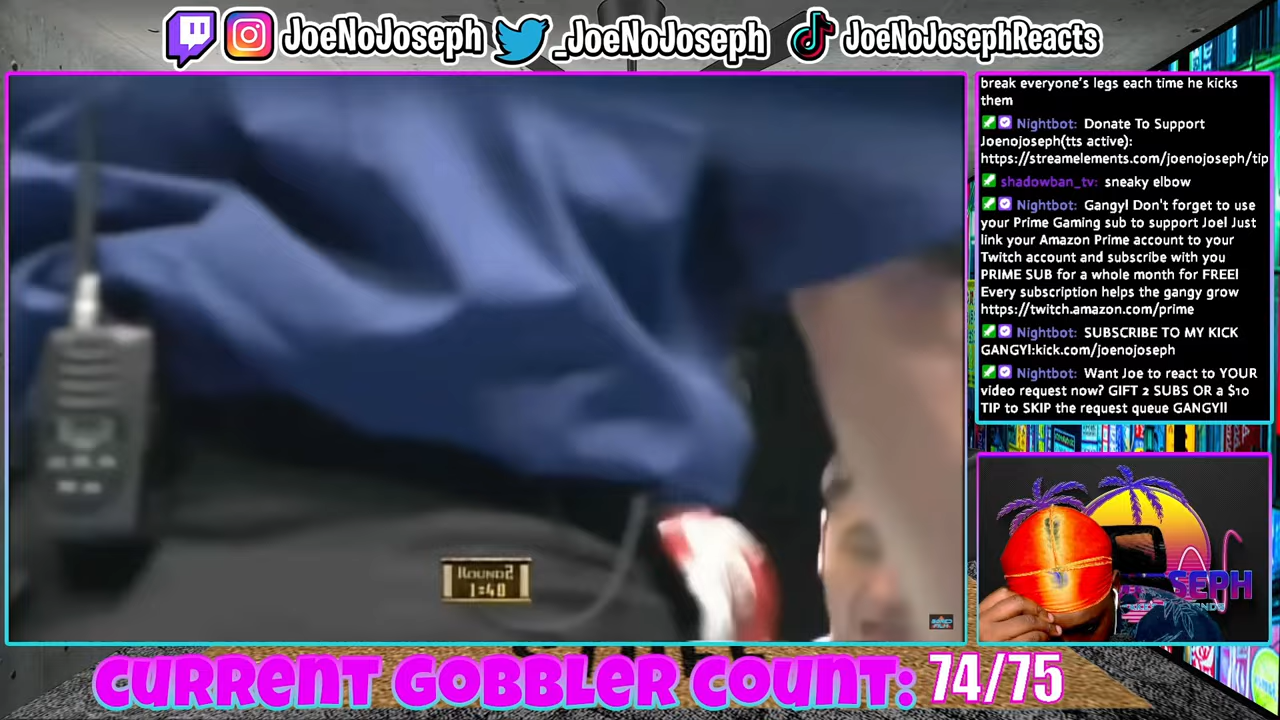 JoeNoJoseph
_JoeNoJoseph
JoeNoJosephReacts
break everyone's legs each time he kicks
them
Nightbot: Donate To Support
Joenojoseph(tts active):
https://streamelements.com/joenojoseph/tip
shadowban_tv: sneaky elbow
Nightbot: Gangy! Don't forget to use
your Prime Gaming sub to support Joe! Just
link your Amazon Prime account to your
Twitch account and subscribe with you
PRIME SUB for a whole month for FREE!
Every subscription helps the gangy grow
https://twitch.amazon.com/prime
Nightbot: SUBSCRIBE TO MY KICK
GANGY!:kick.com/joenojoseph
Nightbot: Want Joe to react to YOUR
video request now? GIFT 2 SUBS OR a $10
TIP to SKIP the request queue GANGY!!
ROUND2
1:40
SEPH
CURRENT GOBBLER COUNT: 74/75